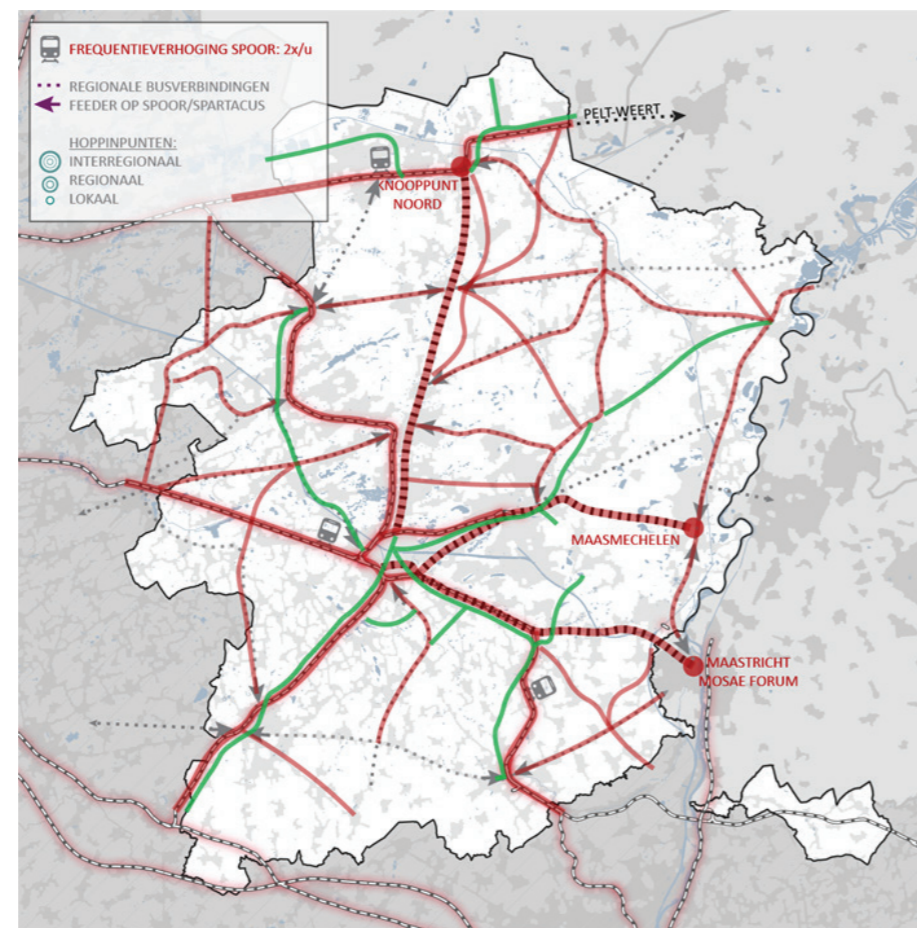 FREQUENTIEVERHOGING SPOOR: 2x/u
REGIONALE BUSVERBINDINGEN
FEEDER OP SPOOR/SPARTACUS
HOPPINPUNTEN:
INTERREGIONAAL
REGIONAAL
LOKAAL
PELT-WEERT
KNOOPPUNT
NOORD
MAASMECHELEN
MAASTRICHT
MOSAE FORUM